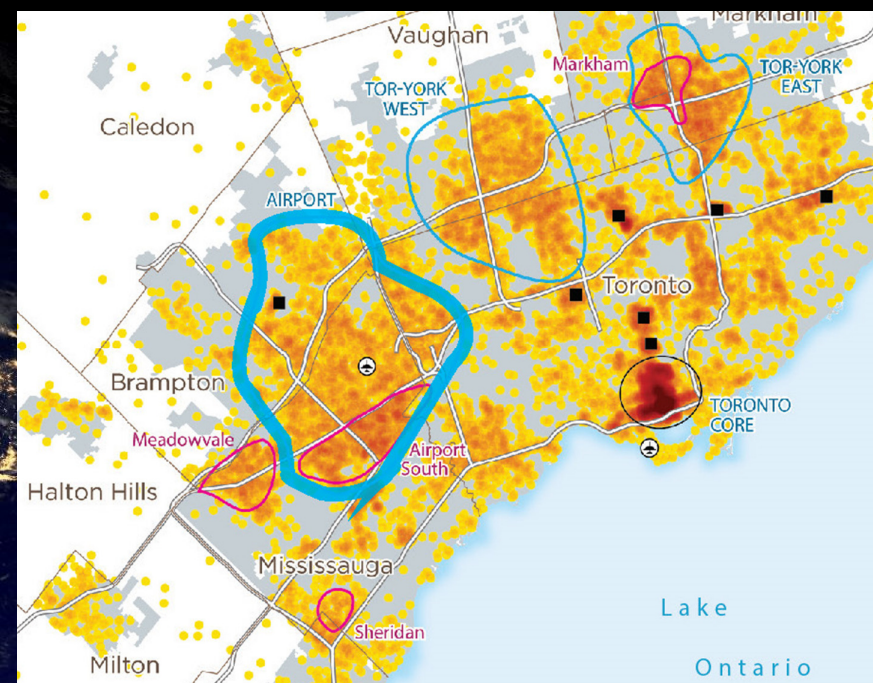 Markham
Vaughan
Markham
TOR-YORK
EAST
TOR-YORK
WEST
Caledon
AIRPORT
Toronto
Brampton
TORONTO
CORE
Meadowvale
Airport
South
Halton Hills
Mississauga
Lake
Sheridan
Milton
Ontario